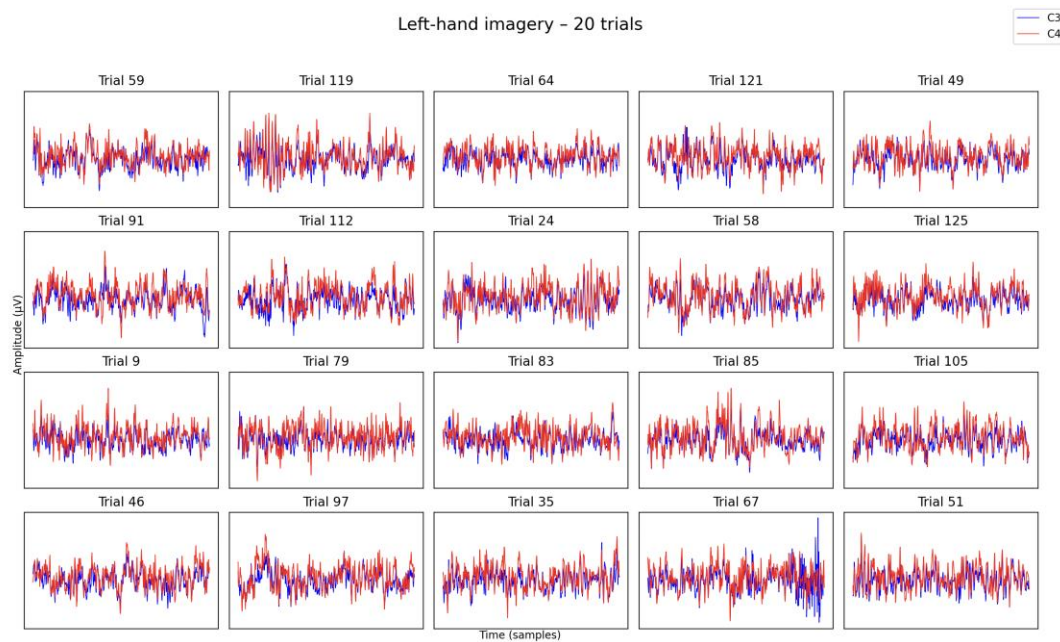 Left-hand imagery – 20 trials
C3
C4
Trial 59
Trial 119
Trial 64
Trial 121
Trial 49
Trial 91
Trial 112
Trial 24
Trial 58
Trial 125
Trial 9
Trial 79
Trial 83
Trial 85
Trial 105
Trial 46
Trial 97
Trial 35
Trial 67
Trial 51
Amplitude (µV)
Time (samples)